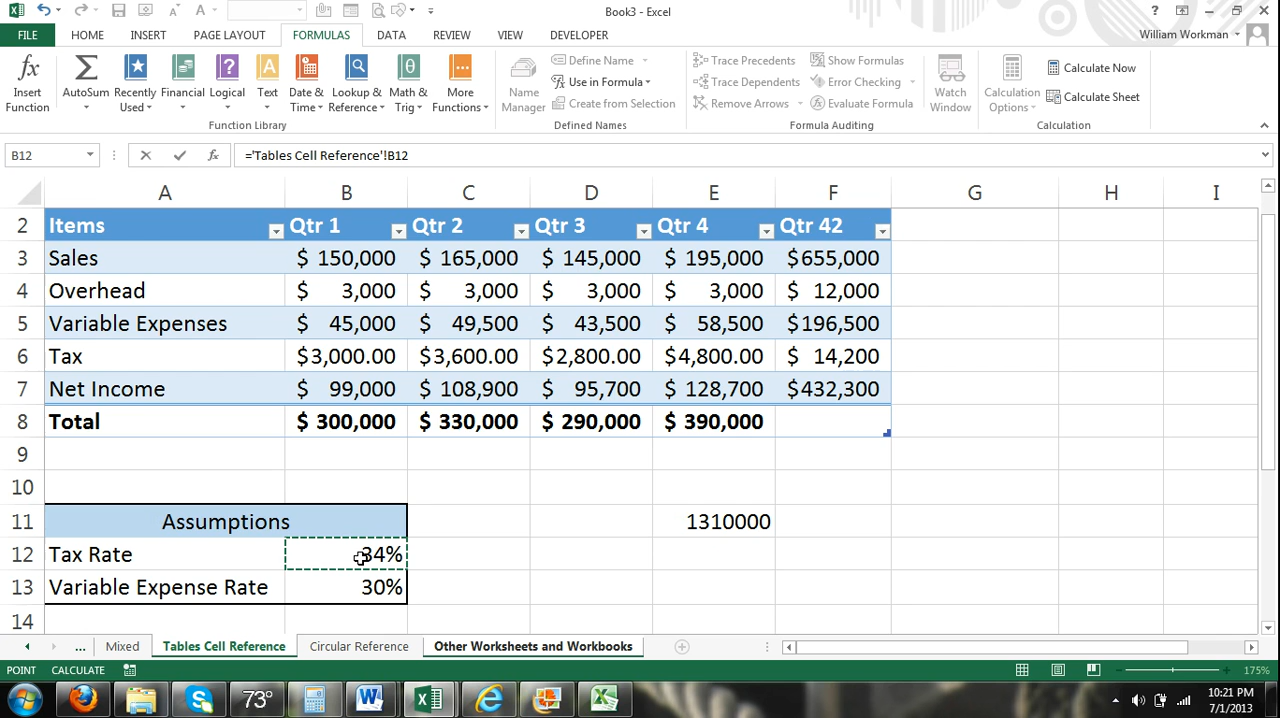 Book3 - Excel
FILE HOME INSERT PAGE LAYOUT FORMULAS DATA REVIEW VIEW DEVELOPER William Workman
fx Insert Function
Σ AutoSum
Recently Used
Financial
Logical
A Text
Date & Time
Lookup & Reference
θ Math & Trig
More Functions
Function Library
Name Manager
Define Name
Use in Formula
Create from Selection
Defined Names
Trace Precedents
Trace Dependents
Remove Arrows
Show Formulas
Error Checking
Evaluate Formula
Formula Auditing
Watch Window
Calculation Options
Calculate Now
Calculate Sheet
Calculation
B12 fx ='Tables Cell Reference'!B12
A B C D E F G H I
2 Items Qtr 1 Qtr 2 Qtr 3 Qtr 4 Qtr 42
3 Sales $ 150,000 $ 165,000 $ 145,000 $ 195,000 $655,000
4 Overhead $ 3,000 $ 3,000 $ 3,000 $ 3,000 $ 12,000
5 Variable Expenses $ 45,000 $ 49,500 $ 43,500 $ 58,500 $196,500
6 Tax $3,000.00 $3,600.00 $2,800.00 $4,800.00 $ 14,200
7 Net Income $ 99,000 $ 108,900 $ 95,700 $ 128,700 $432,300
8 Total $ 300,000 $ 330,000 $ 290,000 $ 390,000
9
10
11 Assumptions 1310000
12 Tax Rate 34%
13 Variable Expense Rate 30%
14
... Mixed Tables Cell Reference Circular Reference Other Worksheets and Workbooks
POINT CALCULATE 175%
73° 10:21 PM
7/1/2013